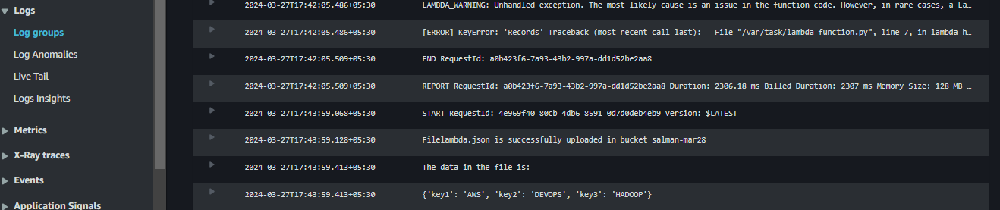 Logs
Log groups
Log Anomalies
Live Tail
Logs Insights
Metrics
X-Ray traces
Events
Application Signals
2024-03-27T17:42:05.486+05:30 LAMBDA_WARNING: Unhandled exception. The most likely cause is an issue in the function code. However, in rare cases, a La…
2024-03-27T17:42:05.486+05:30 [ERROR] KeyError: 'Records' Traceback (most recent call last):   File "/var/task/lambda_function.py", line 7, in lambda_h…
2024-03-27T17:42:05.509+05:30 END RequestId: a0b423f6-7a93-43b2-997a-dd1d52be2aa8
2024-03-27T17:42:05.509+05:30 REPORT RequestId: a0b423f6-7a93-43b2-997a-dd1d52be2aa8 Duration: 2306.18 ms Billed Duration: 2307 ms Memory Size: 128 MB …
2024-03-27T17:43:59.068+05:30 START RequestId: 4e969f40-80cb-4db6-8591-0d7d0deb4eb9 Version: $LATEST
2024-03-27T17:43:59.128+05:30 Filelambda.json is successfully uploaded in bucket salman-mar28
2024-03-27T17:43:59.413+05:30 The data in the file is:
2024-03-27T17:43:59.413+05:30 {'key1': 'AWS', 'key2': 'DEVOPS', 'key3': 'HADOOP'}